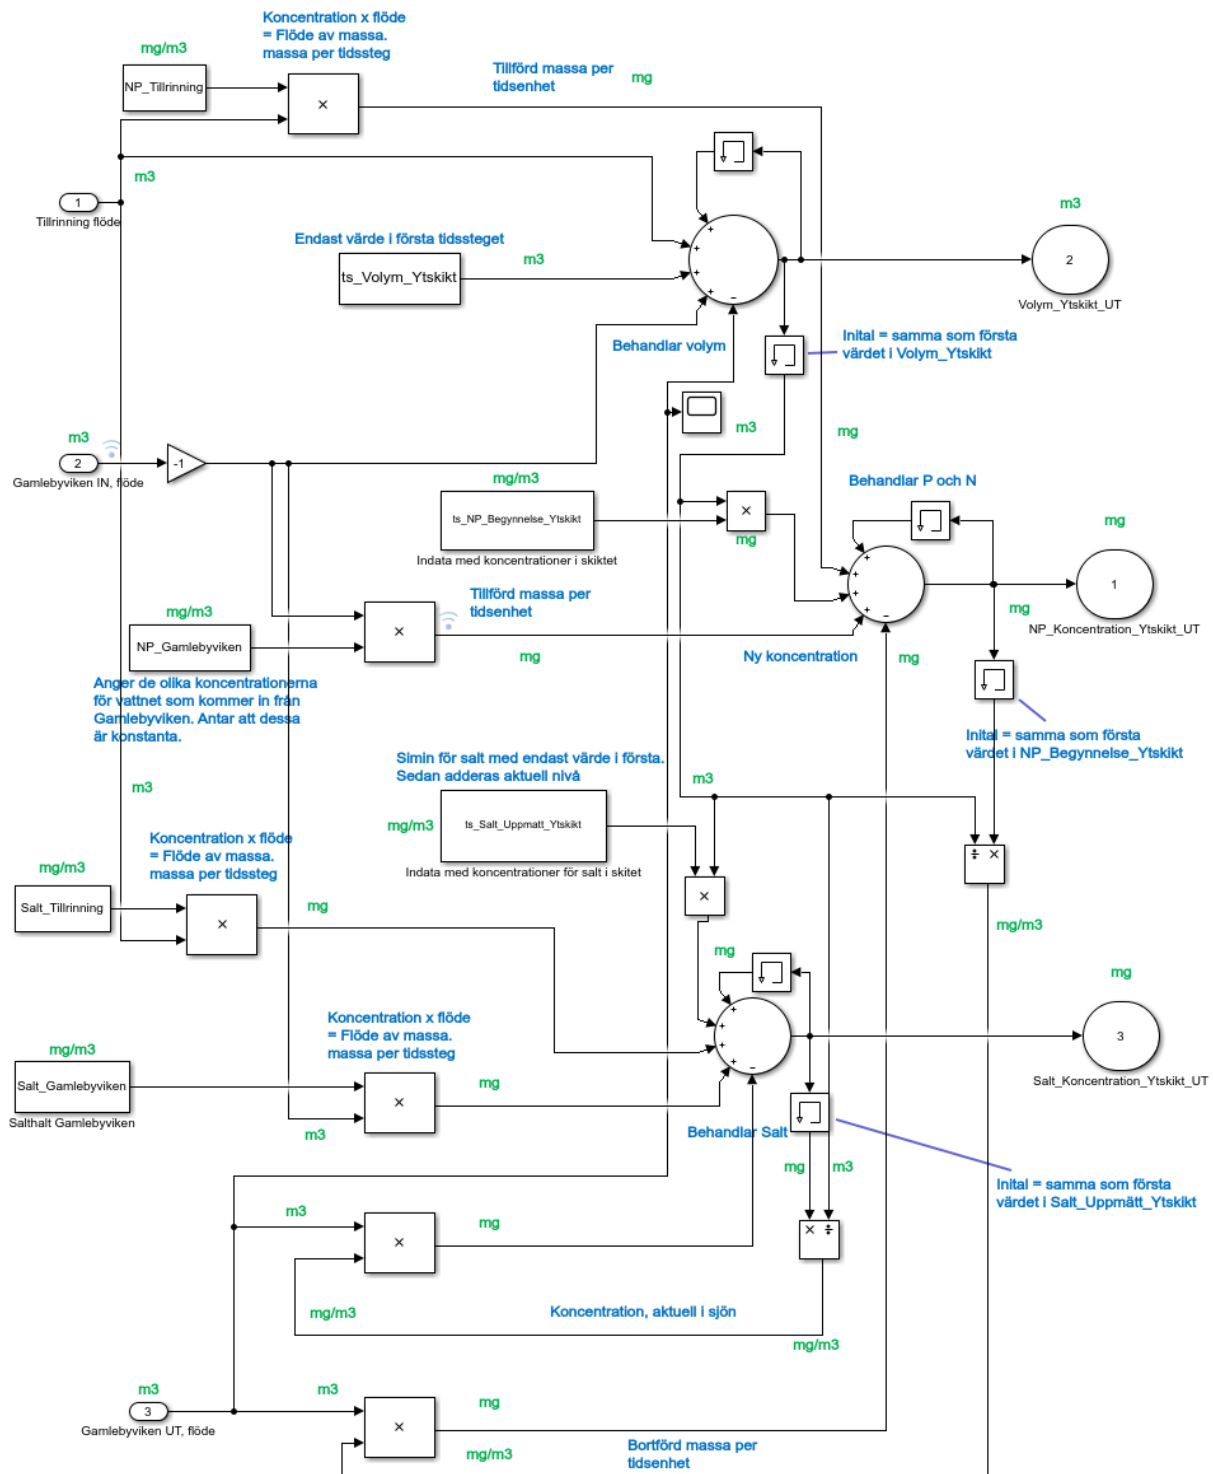 Koncentration x flöde
= Flöde av massa.
massa per tidssteg
mg/m3
NP_Tillrinning
×
Tillförd massa per
tidsenhet
mg
m3
1
Tillrinning flöde
Endast värde i första tidssteget
ts_Volym_Ytskikt
m3
+
+
+
+
−
m3
2
Volym_Ytskikt_UT
Behandlar volym
Inital = samma som första
värdet i Volym_Ytskikt
m3
mg
m3
2
Gamlebyviken IN, flöde
-1
mg/m3
ts_NP_Begynnelse_Ytskikt
Indata med koncentrationer i skiktet
×
mg
Behandlar P och N
+
+
+
+
−
mg
1
NP_Koncentration_Ytskikt_UT
mg
Tillförd massa per
tidsenhet
mg/m3
NP_Gamlebyviken
×
mg
Ny koncentration
mg
Anger de olika koncentrationerna
för vattnet som kommer in från
Gamlebyviken. Antar att dessa
är konstanta.
Inital = samma som första
värdet i NP_Begynnelse_Ytskikt
Simin för salt med endast värde i första.
Sedan adderas aktuell nivå
m3
m3
mg/m3
ts_Salt_Uppmatt_Ytskikt
Indata med koncentrationer för salt i skitet
Koncentration x flöde
= Flöde av massa.
massa per tidssteg
÷ ×
mg/m3
Salt_Tillrinning
×
mg
×
mg/m3
mg
+
+
+
+
−
mg
3
Salt_Koncentration_Ytskikt_UT
Koncentration x flöde
= Flöde av massa.
massa per tidssteg
mg/m3
Salt_Gamlebyviken
Salthalt Gamlebyviken
×
mg
m3
Behandlar Salt
mg
m3
Inital = samma som första
värdet i Salt_Uppmätt_Ytskikt
m3
×
mg
× ÷
mg/m3
Koncentration, aktuell i sjön
mg/m3
m3
3
Gamlebyviken UT, flöde
m3
×
mg
mg/m3
Bortförd massa per
tidsenhet